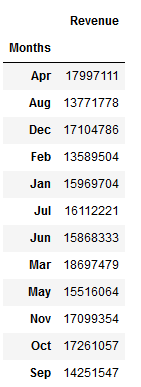 Revenue
Months
Apr 17997111
Aug 13771778
Dec 17104786
Feb 13589504
Jan 15969704
Jul 16112221
Jun 15868333
Mar 18697479
May 15516064
Nov 17099354
Oct 17261057
Sep 14251547